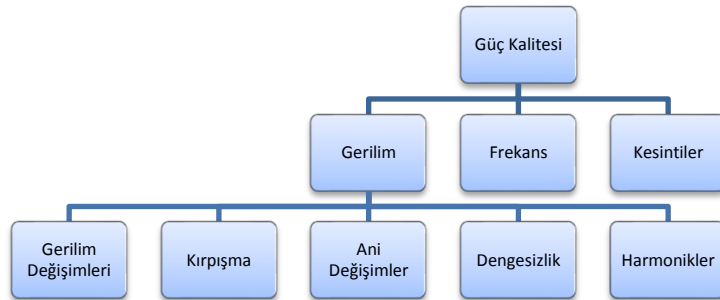 Güç Kalitesi
Gerilim
Frekans
Kesintiler
Gerilim
Değişimleri
Kırpışma
Ani
Değişimler
Dengesizlik
Harmonikler